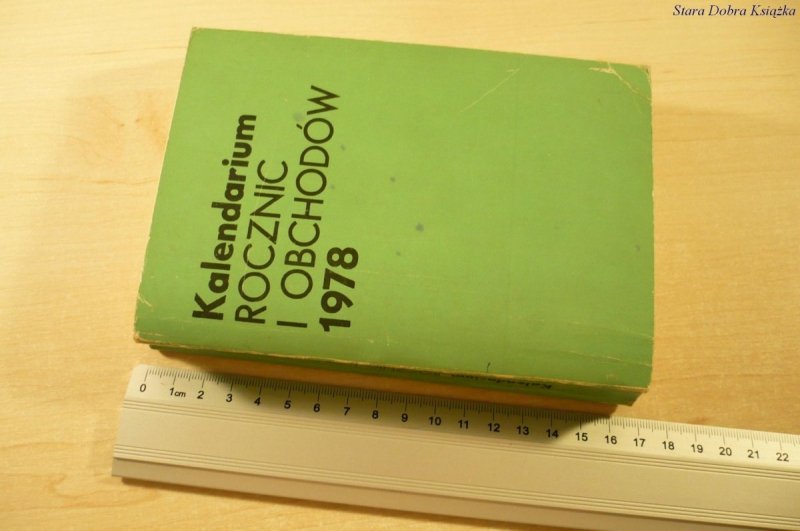 Stara Dobra Książka
Kalendarium
ROCZNIC
I OBCHODÓW
1978
0 1cm 2 3 4 5 6 7 8 9 10 11 12 13 14 15 16 17 18 19 20 21 22